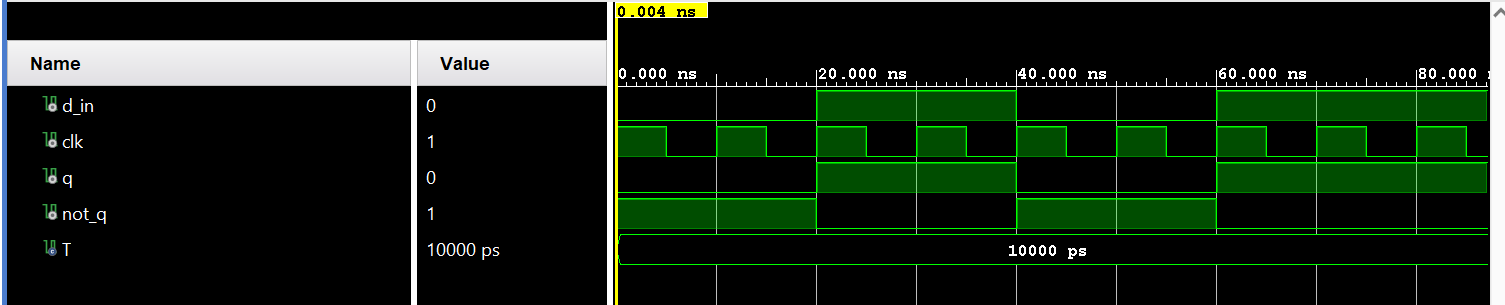 0.004 ns
Name Value
0.000 ns 20.000 ns 40.000 ns 60.000 ns 80.000
d_in 0
clk 1
q 0
not_q 1
T 10000 ps 10000 ps